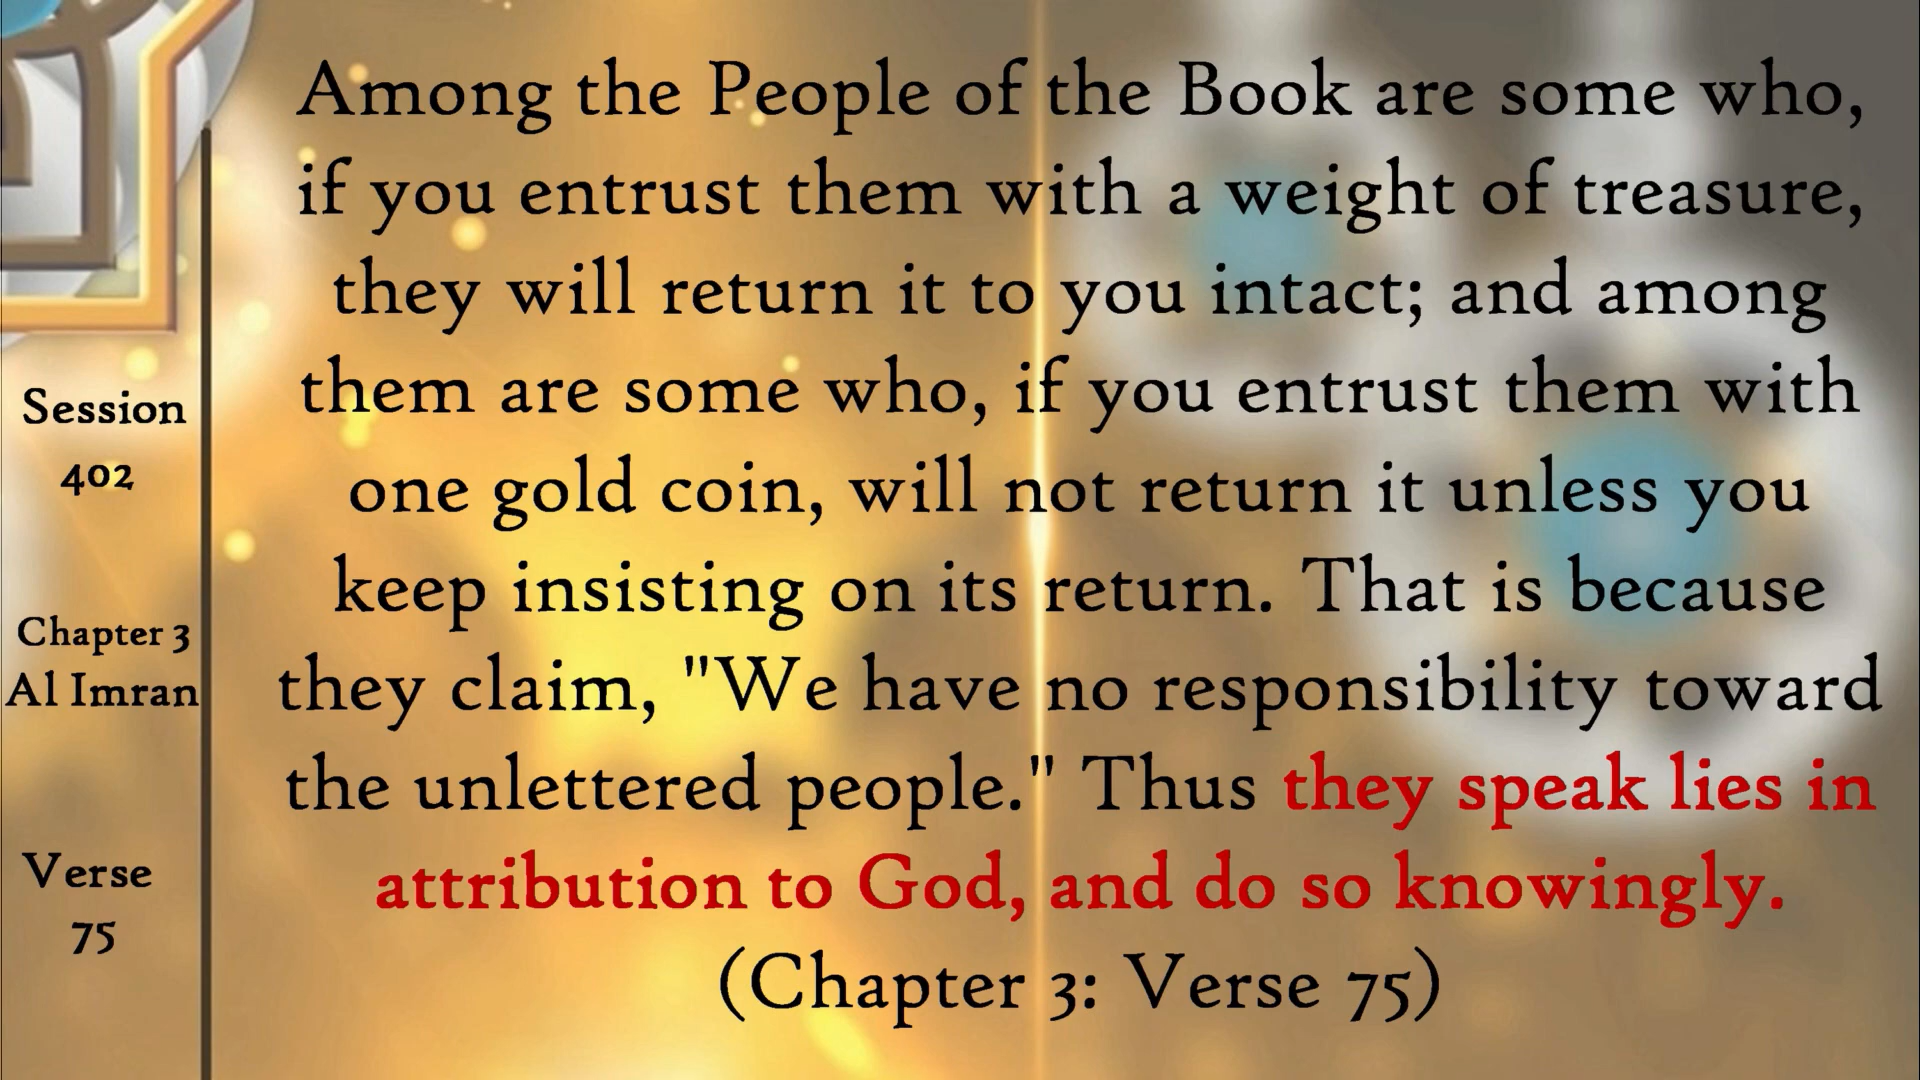 Session
402
Chapter 3
Al Imran
Verse
75
Among the People of the Book are some who,
if you entrust them with a weight of treasure,
they will return it to you intact; and among
them are some who, if you entrust them with
one gold coin, will not return it unless you
keep insisting on its return. That is because
they claim, "We have no responsibility toward
the unlettered people." Thus they speak lies in
attribution to God, and do so knowingly.
(Chapter 3: Verse 75)